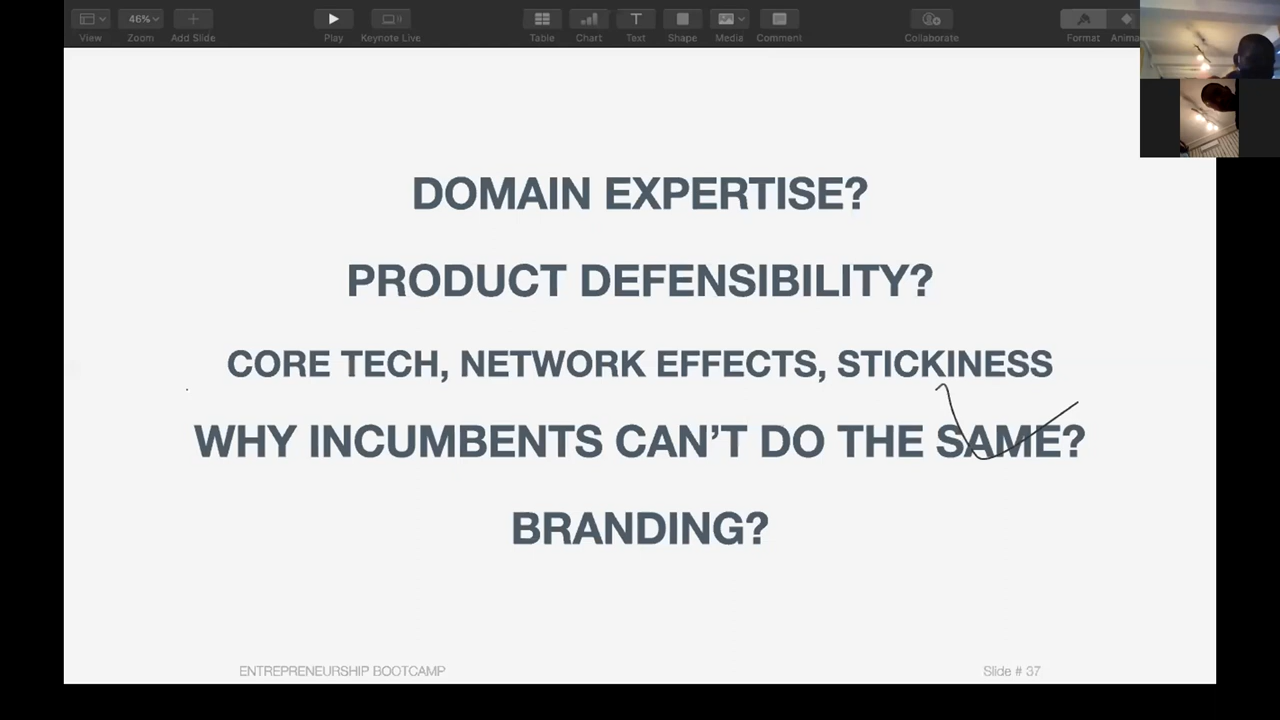 46%
View
Zoom
Add Slide
Play
Keynote Live
Table
Chart
Text
Shape
Media
Comment
Collaborate
Format
Anima
DOMAIN EXPERTISE?
PRODUCT DEFENSIBILITY?
CORE TECH, NETWORK EFFECTS, STICKINESS
WHY INCUMBENTS CAN'T DO THE SAME?
BRANDING?
ENTREPRENEURSHIP BOOTCAMP
Slide # 37